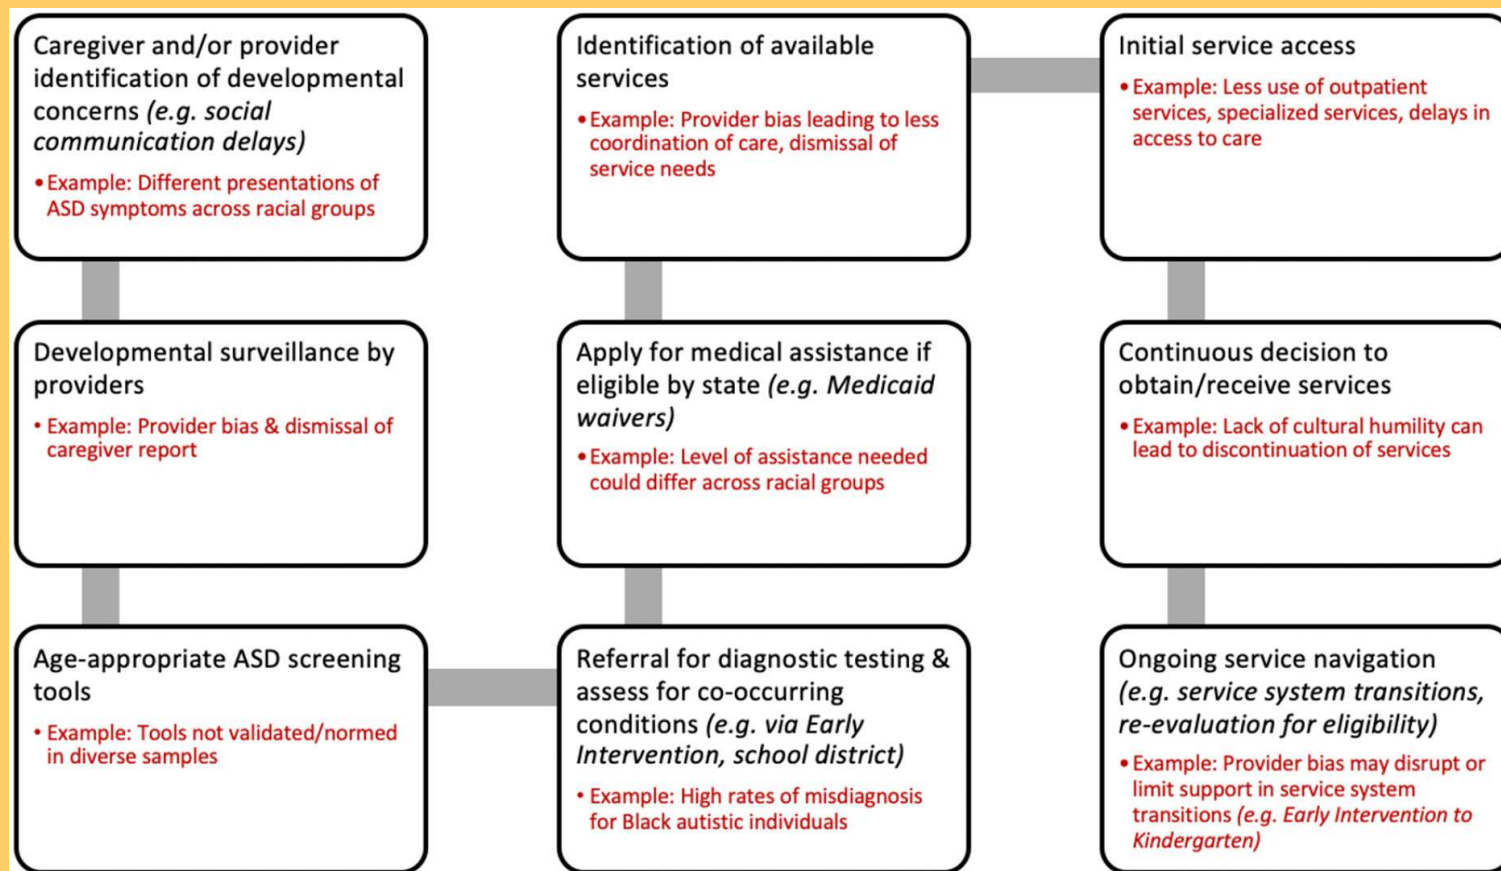 Caregiver and/or provider
identification of developmental
concerns (e.g. social
communication delays)
• Example: Different presentations of
ASD symptoms across racial groups
Developmental surveillance by
providers
• Example: Provider bias & dismissal of
caregiver report
Age-appropriate ASD screening
tools
• Example: Tools not validated/normed
in diverse samples
Referral for diagnostic testing &
assess for co-occurring
conditions (e.g. via Early
Intervention, school district)
• Example: High rates of misdiagnosis
for Black autistic individuals
Apply for medical assistance if
eligible by state (e.g. Medicaid
waivers)
• Example: Level of assistance needed
could differ across racial groups
Identification of available
services
• Example: Provider bias leading to less
coordination of care, dismissal of
service needs
Initial service access
• Example: Less use of outpatient
services, specialized services, delays in
access to care
Continuous decision to
obtain/receive services
• Example: Lack of cultural humility can
lead to discontinuation of services
Ongoing service navigation
(e.g. service system transitions,
re-evaluation for eligibility)
• Example: Provider bias may disrupt or
limit support in service system
transitions (e.g. Early Intervention to
Kindergarten)